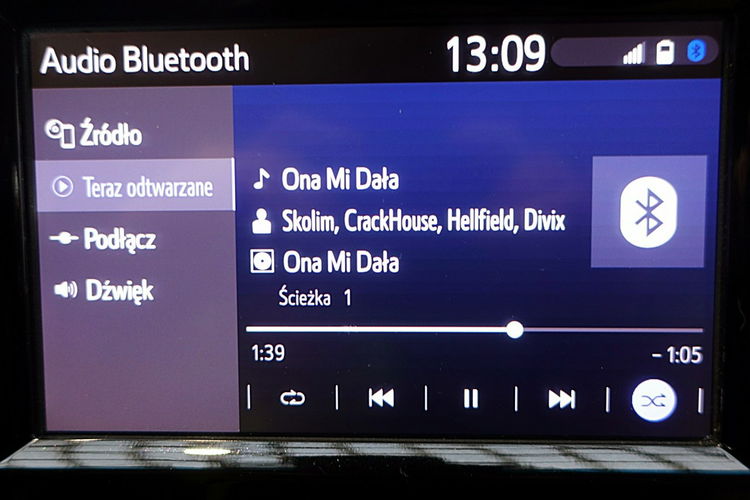 Audio Bluetooth
13:09
Źródło
Teraz odtwarzane
Podłącz
Dźwięk
Ona Mi Dała
Skolim, CrackHouse, Hellfield, Divix
Ona Mi Dała
Ścieżka 1
1:39
-1:05